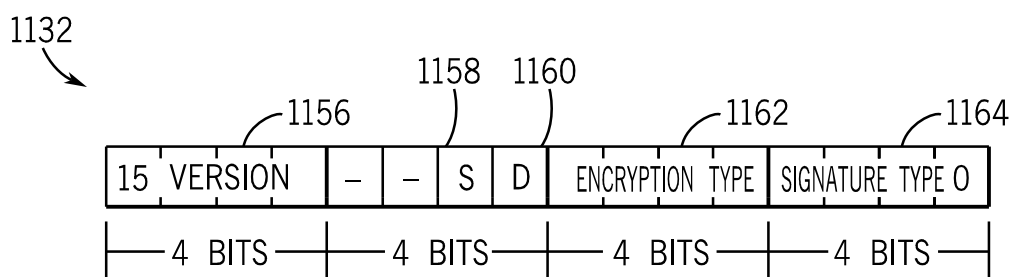 1132
1158 1160
1156 1162 1164
15 VERSION - - S D ENCRYPTION TYPE SIGNATURE TYPE 0
4 BITS 4 BITS 4 BITS 4 BITS